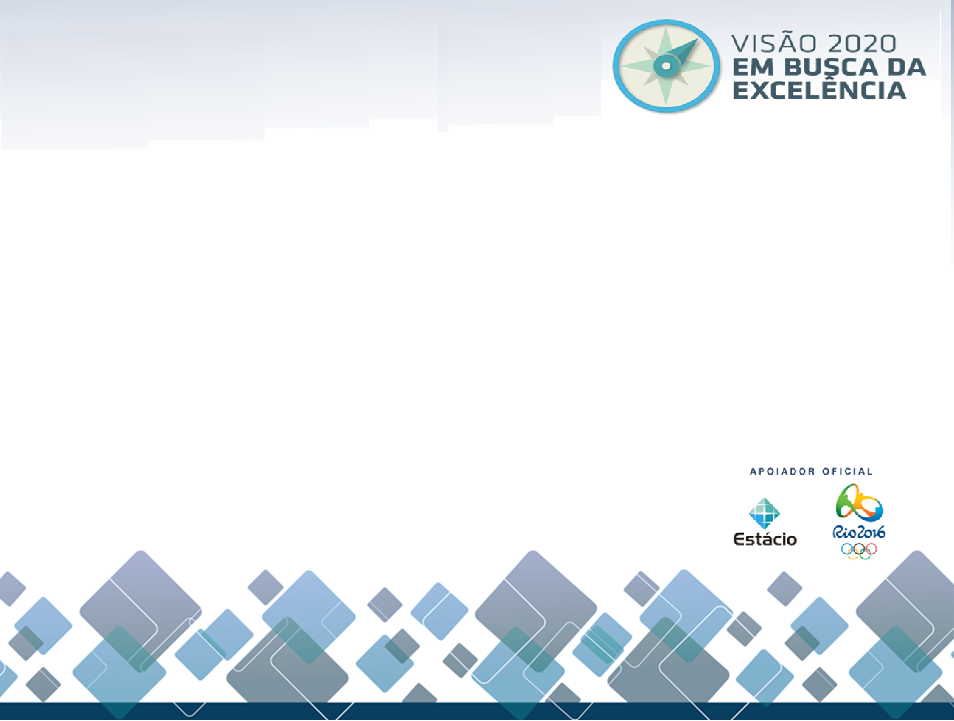 VISÃO 2020
EM BUSCA DA
EXCELÊNCIA
APOIADOR OFICIAL
Estácio
Rio2016